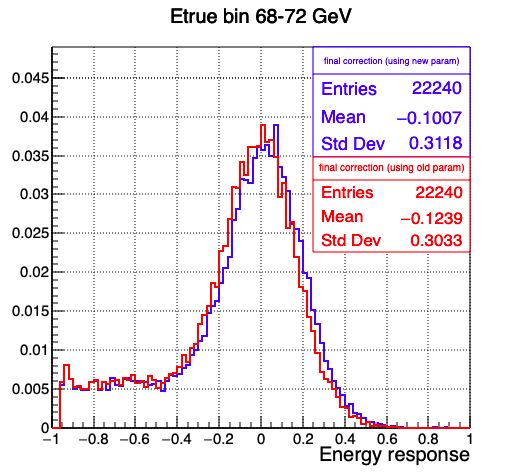 Etrue bin 68-72 GeV
final correction (using new param)
Entries 22240
Mean −0.1007
Std Dev 0.3118
final correction (using old param)
Entries 22240
Mean −0.1239
Std Dev 0.3033
0.045
0.04
0.035
0.03
0.025
0.02
0.015
0.01
0.005
0
−1 −0.8 −0.6 −0.4 −0.2 0 0.2 0.4 0.6 0.8 1
Energy response